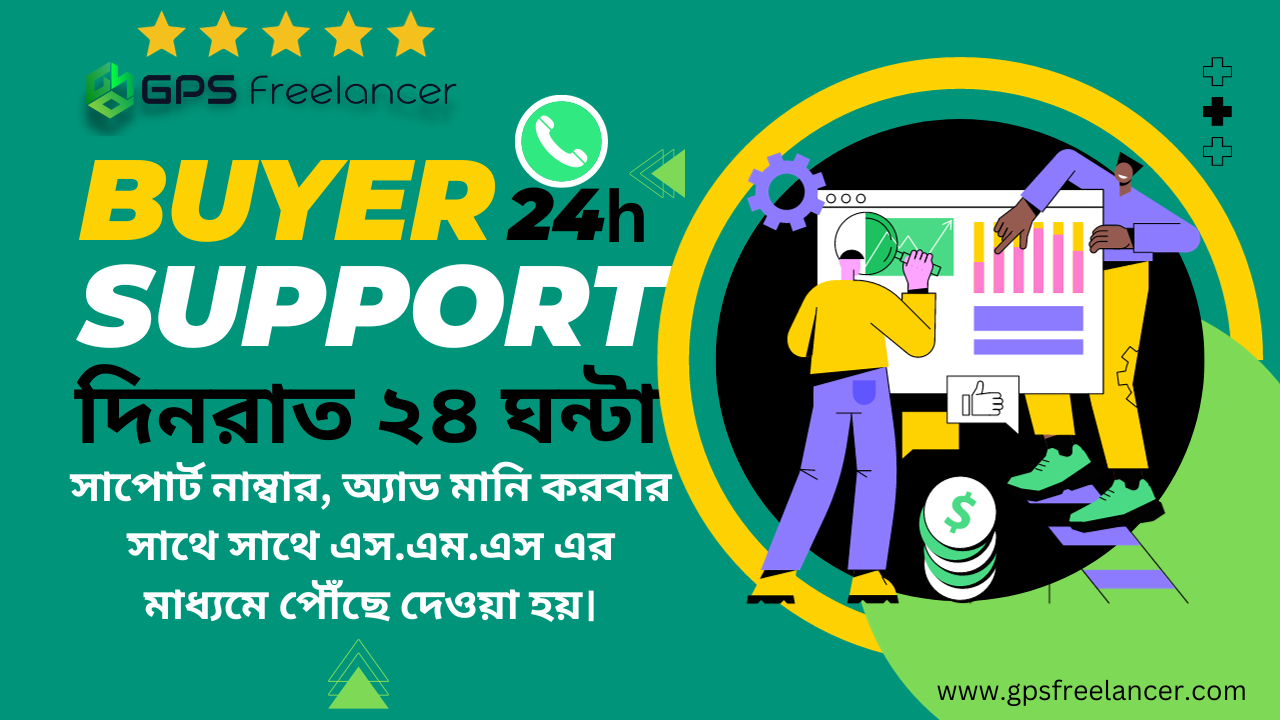 GPS Freelancer
BUYER
24h
SUPPORT
দিনরাত ২৪ ঘন্টা
সাপোর্ট নাম্বার, অ্যাড মানি করবার
সাথে সাথে এস.এম.এস এর
মাধ্যমে পৌঁছে দেওয়া হয়।
$
www.gpsfreelancer.com